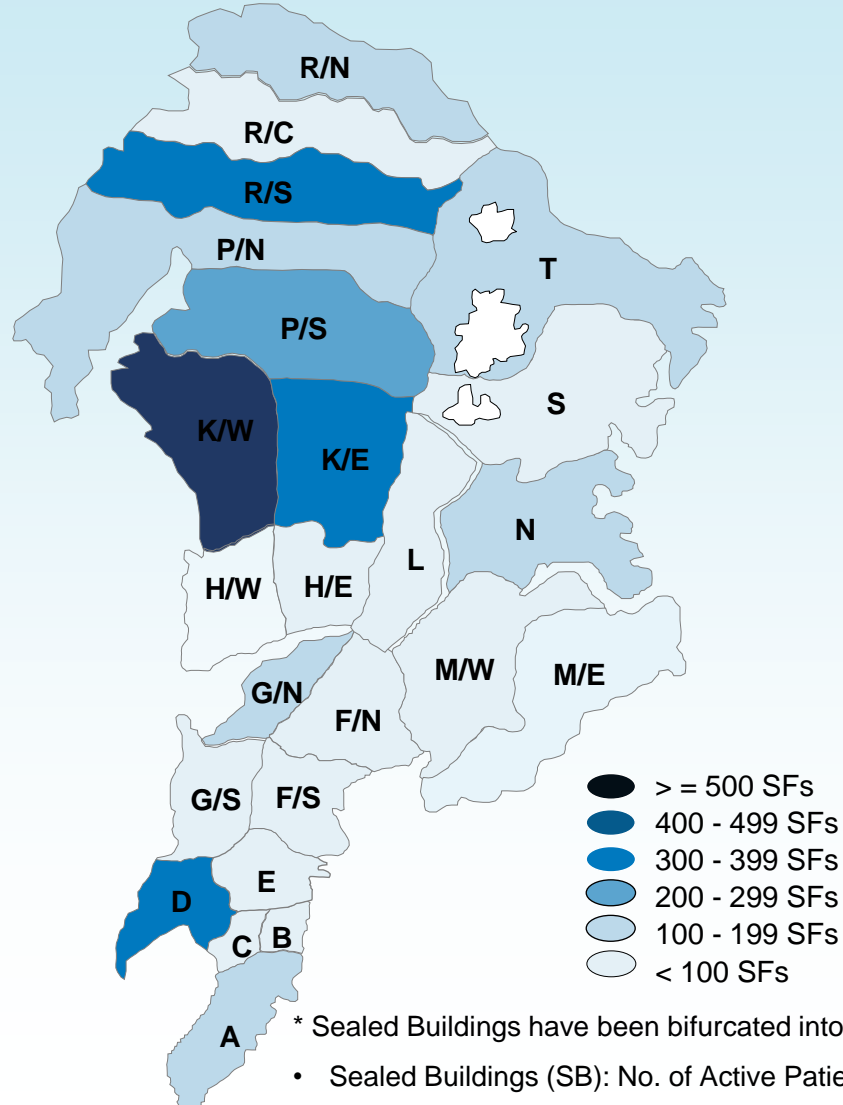 R/N
R/C
R/S
P/N
T
P/S
S
K/W
K/E
N
L
H/W
H/E
M/W
M/E
G/N
F/N
G/S
F/S
E
D
B
C
A
> = 500 SFs
400 - 499 SFs
300 - 399 SFs
200 - 299 SFs
100 - 199 SFs
< 100 SFs
* Sealed Buildings have been bifurcated into
• Sealed Buildings (SB): No. of Active Patie